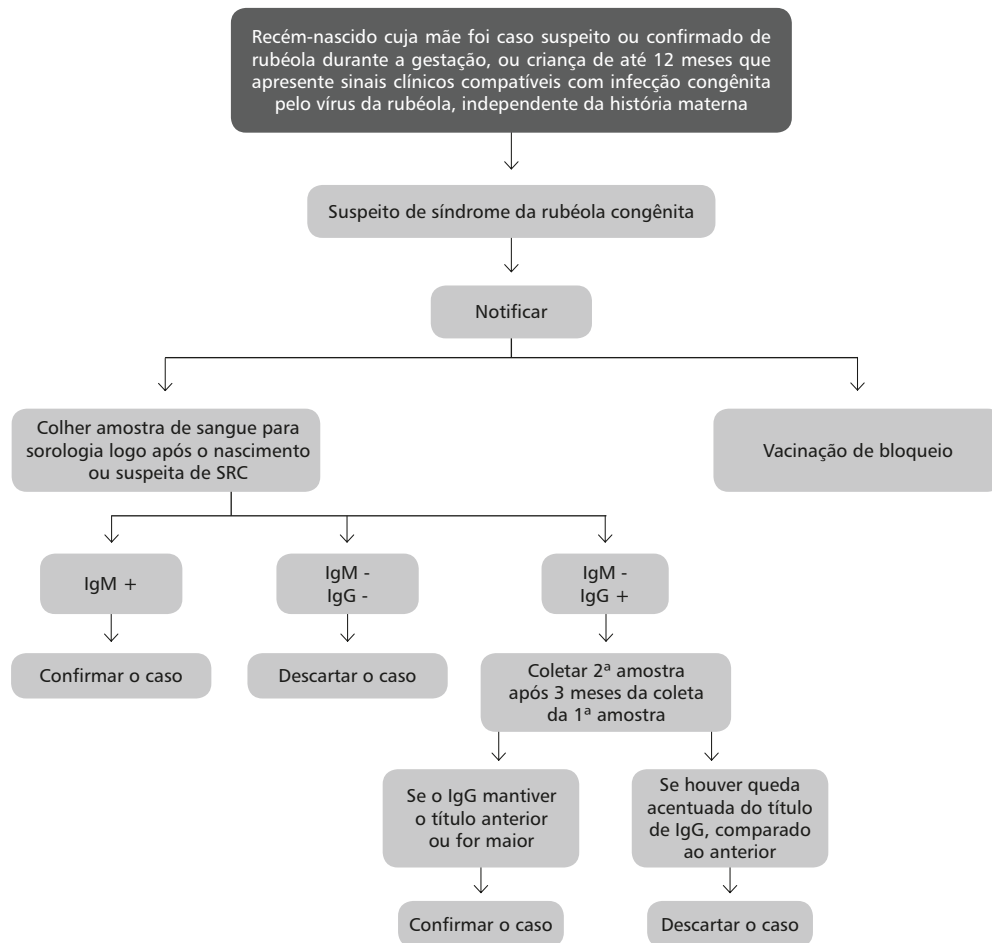 Recém-nascido cuja mãe foi caso suspeito ou confirmado de
rubéola durante a gestação, ou criança de até 12 meses que
apresente sinais clínicos compatíveis com infecção congênita
pelo vírus da rubéola, independente da história materna
Suspeito de síndrome da rubéola congênita
Notificar
Colher amostra de sangue para
sorologia logo após o nascimento
ou suspeita de SRC
Vacinação de bloqueio
IgM +
IgM -
IgG -
IgM -
IgG +
Confirmar o caso
Descartar o caso
Coletar 2ª amostra
após 3 meses da coleta
da 1ª amostra
Se o IgG mantiver
o título anterior
ou for maior
Se houver queda
acentuada do título
de IgG, comparado
ao anterior
Confirmar o caso
Descartar o caso